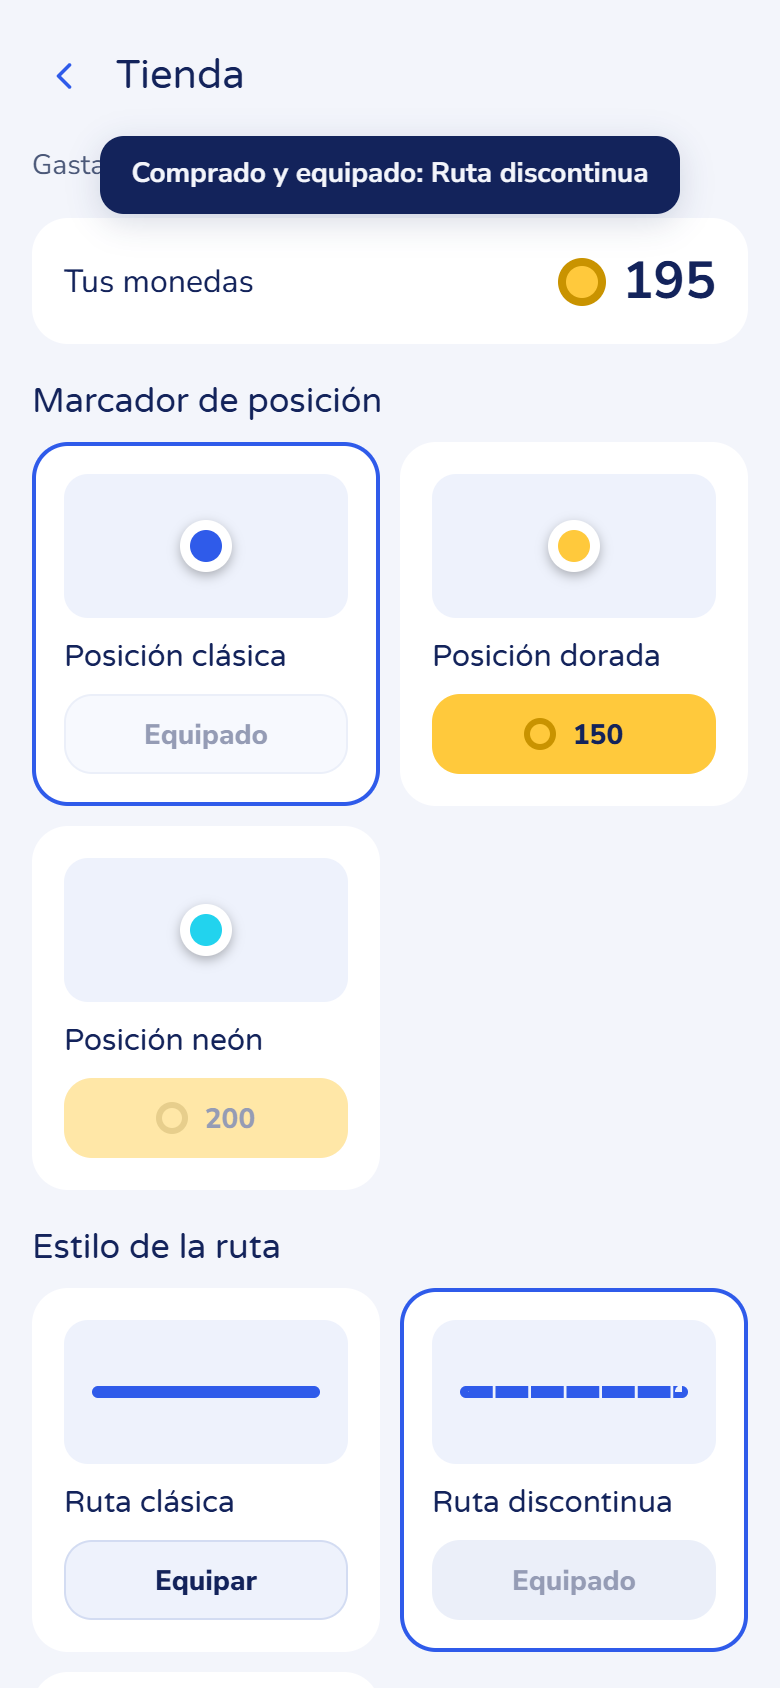 Tienda
Gasta
Comprado y equipado: Ruta discontinua
Tus monedas
195
Marcador de posición
Posición clásica
Posición dorada
Equipado
150
Posición neón
200
Estilo de la ruta
Ruta clásica
Ruta discontinua
Equipar
Equipado